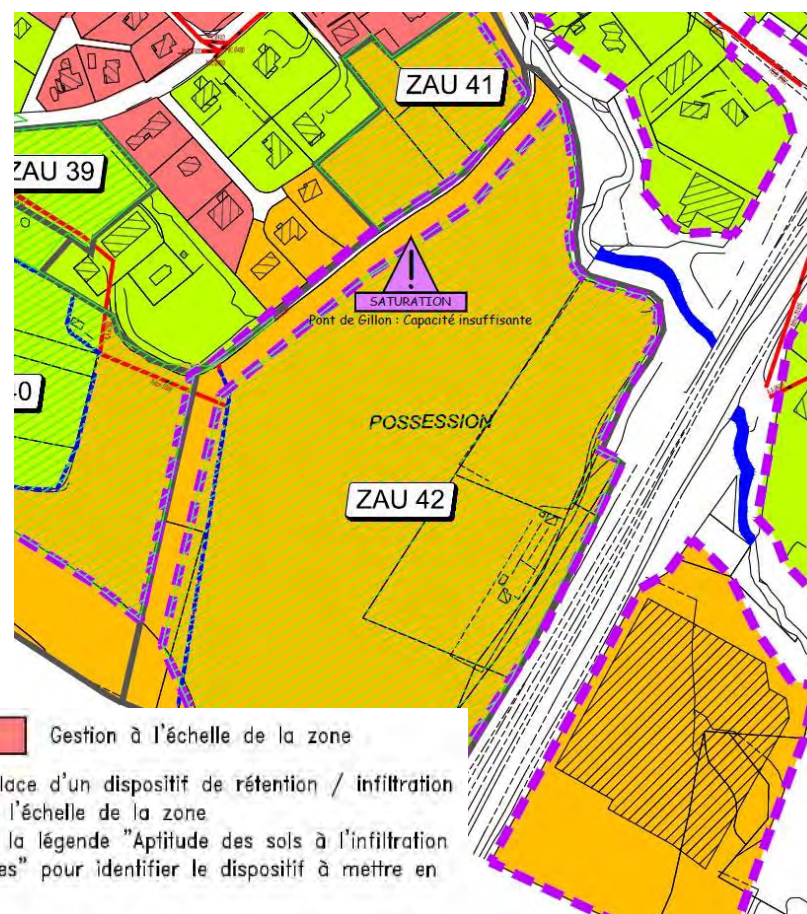 ZAU 41
ZAU 39
SATURATION
Pont de Gillon : Capacité insuffisante
POSSESSION
ZAU 42
Gestion à l'échelle de la zone
lace d'un dispositif de rétention / infiltration
l'échelle de la zone
la légende "Aptitude des sols à l'infiltration
es" pour identifier le dispositif à mettre en